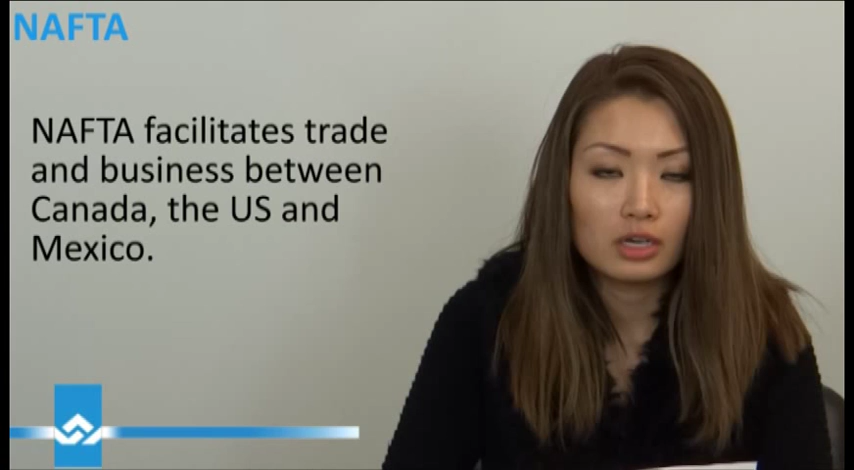 NAFTA
NAFTA facilitates trade
and business between
Canada, the US and
Mexico.